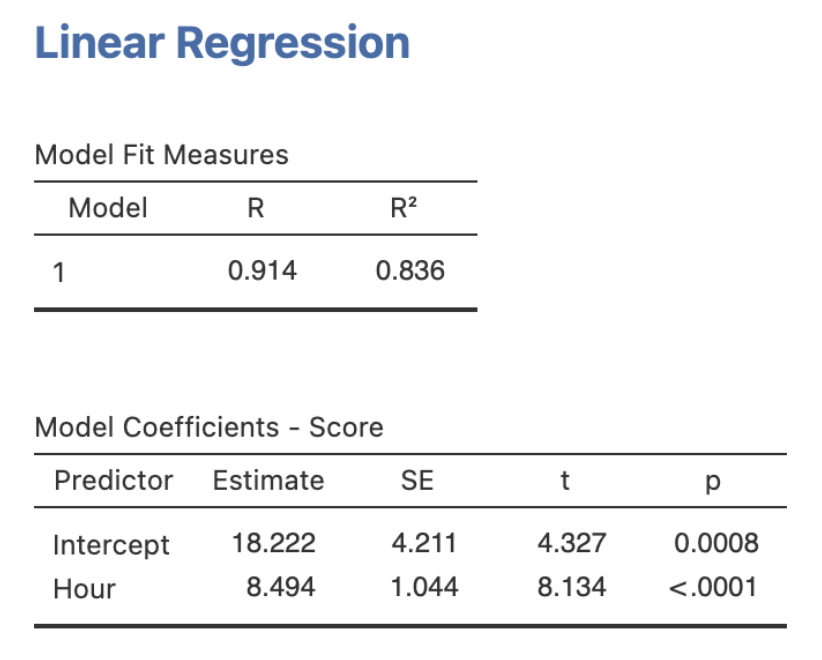 Linear Regression
Model Fit Measures
Model R R²
1 0.914 0.836
Model Coefficients - Score
Predictor Estimate SE t p
Intercept 18.222 4.211 4.327 0.0008
Hour 8.494 1.044 8.134 <.0001